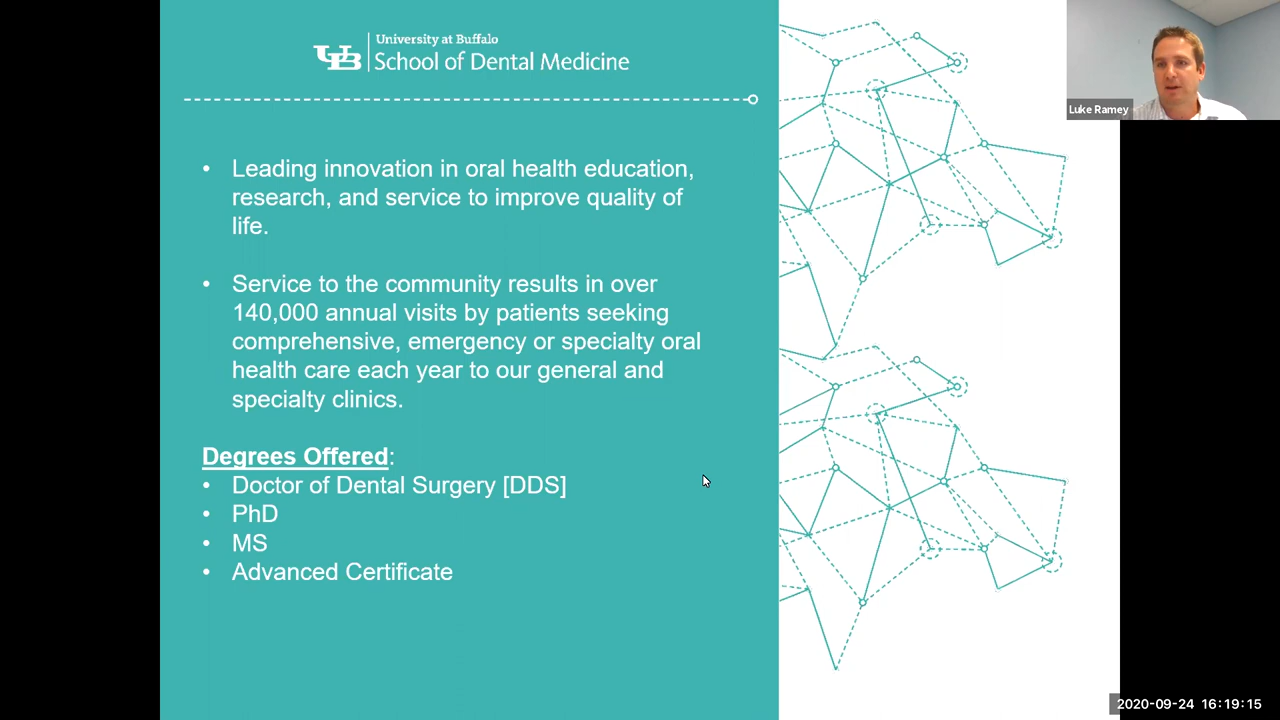 University at Buffalo
UB School of Dental Medicine
Luke Ramey
• Leading innovation in oral health education,
research, and service to improve quality of
life.
• Service to the community results in over
140,000 annual visits by patients seeking
comprehensive, emergency or specialty oral
health care each year to our general and
specialty clinics.
Degrees Offered:
• Doctor of Dental Surgery [DDS]
• PhD
• MS
• Advanced Certificate
2020-09-24 16:19:15